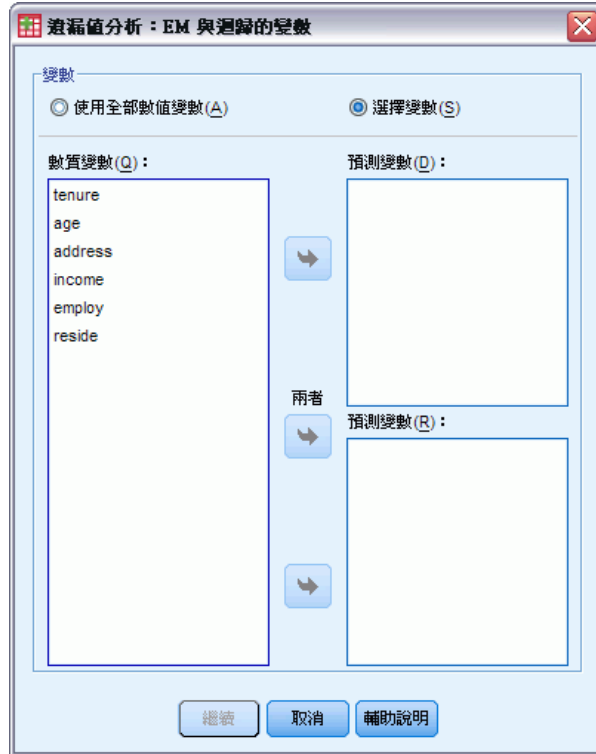 遺漏值分析：EM 與迴歸的變數
變數
使用全部數值變數(A)
選擇變數(S)
數質變數(Q)：
tenure
age
address
income
employ
reside
預測變數(D)：
兩者
預測變數(R)：
繼續
取消
輔助說明